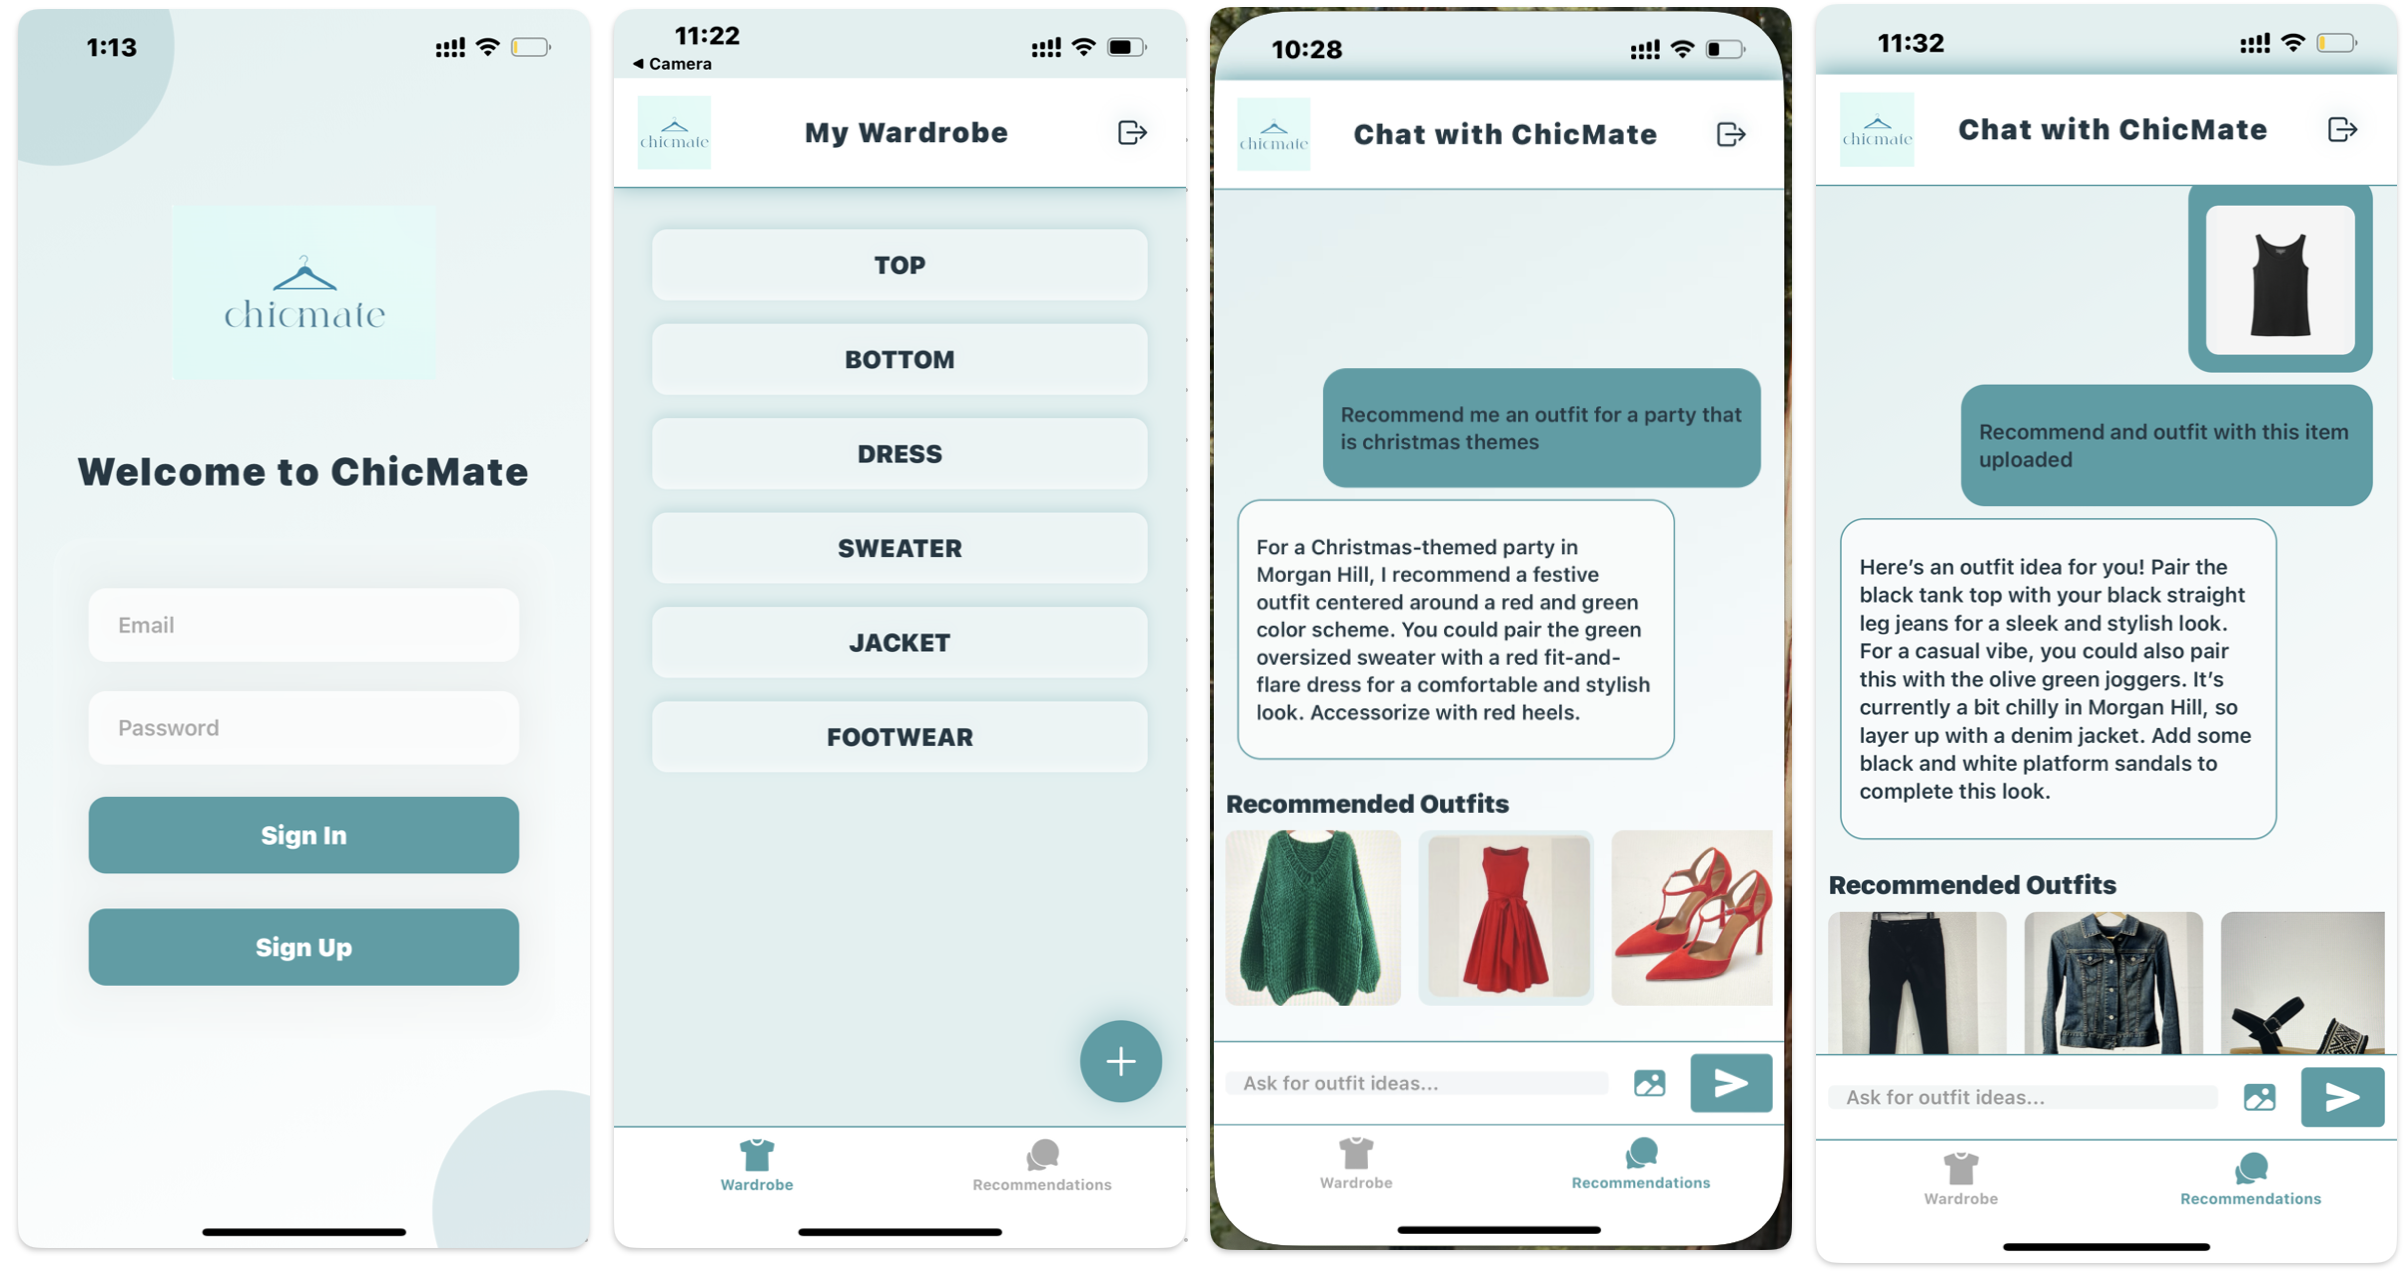 1:13
chicmate
Welcome to ChicMate
Email
Password
Sign In
Sign Up
11:22
◀ Camera
chicmate
My Wardrobe
TOP
BOTTOM
DRESS
SWEATER
JACKET
FOOTWEAR
Wardrobe
Recommendations
10:28
chicmate
Chat with ChicMate
Recommend me an outfit for a party that
is christmas themes
For a Christmas-themed party in
Morgan Hill, I recommend a festive
outfit centered around a red and green
color scheme. You could pair the green
oversized sweater with a red fit-and-
flare dress for a comfortable and stylish
look. Accessorize with red heels.
Recommended Outfits
Ask for outfit ideas...
Wardrobe
Recommendations
11:32
chicmate
Chat with ChicMate
Recommend and outfit with this item
uploaded
Here's an outfit idea for you! Pair the
black tank top with your black straight
leg jeans for a sleek and stylish look.
For a casual vibe, you could also pair
this with the olive green joggers. It's
currently a bit chilly in Morgan Hill, so
layer up with a denim jacket. Add some
black and white platform sandals to
complete this look.
Recommended Outfits
Ask for outfit ideas...
Wardrobe
Recommendations